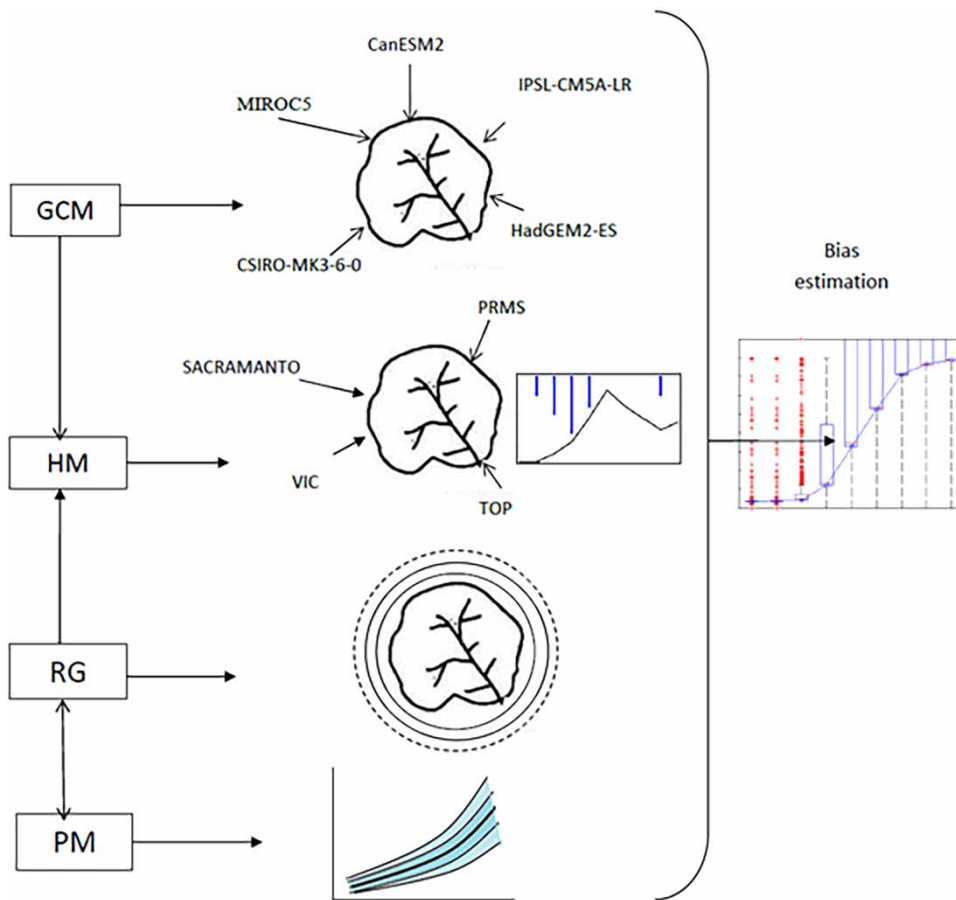 CanESM2
IPSL-CM5A-LR
MIROC5
GCM
HadGEM2-ES
CSIRO-MK3-6-0
Bias
estimation
PRMS
SACRAMANTO
HM
VIC
TOP
RG
PM